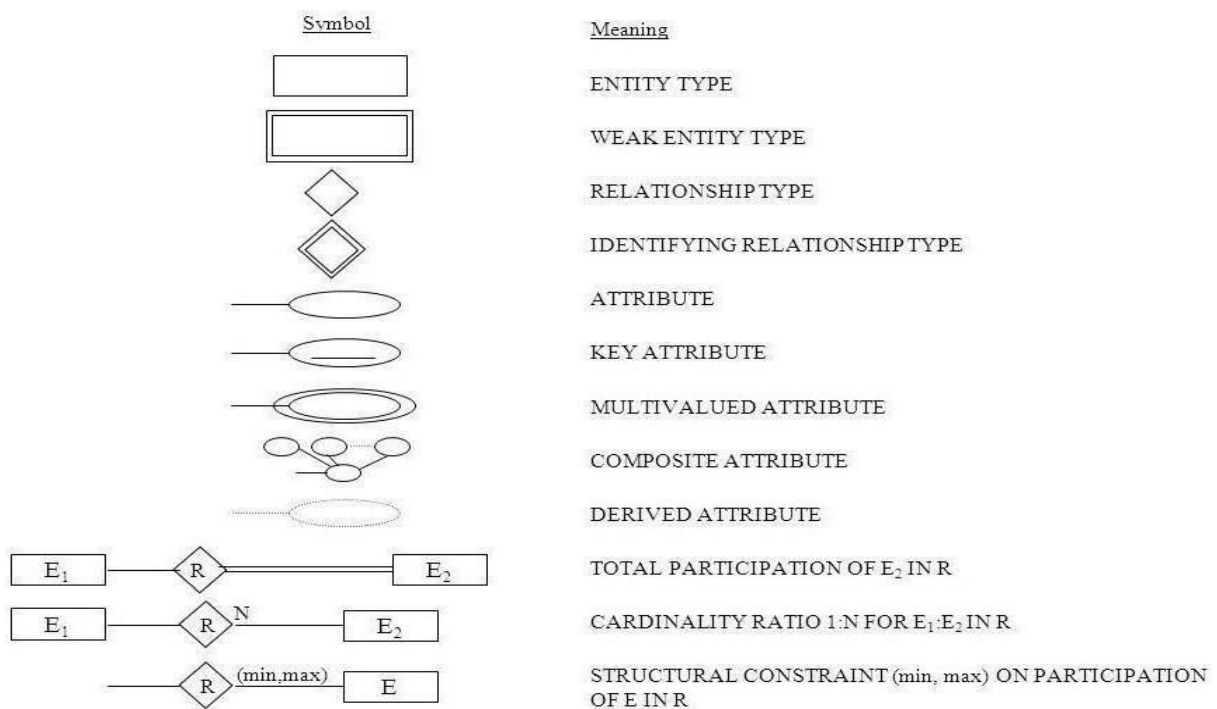 Symbol Meaning
ENTITY TYPE
WEAK ENTITY TYPE
RELATIONSHIP TYPE
IDENTIFYING RELATIONSHIP TYPE
ATTRIBUTE
KEY ATTRIBUTE
MULTIVALUED ATTRIBUTE
COMPOSITE ATTRIBUTE
DERIVED ATTRIBUTE
E₁ R E₂ TOTAL PARTICIPATION OF E₂ IN R
E₁ R N E₂ CARDINALITY RATIO 1:N FOR E₁:E₂ IN R
R (min,max) E STRUCTURAL CONSTRAINT (min, max) ON PARTICIPATION
OF E IN R